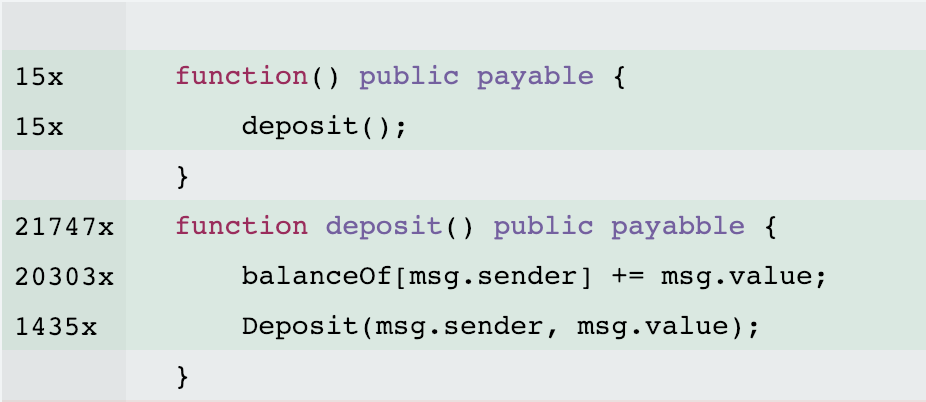 15x function() public payable {
15x deposit();
}
21747x function deposit() public payabble {
20303x balanceOf[msg.sender] += msg.value;
1435x Deposit(msg.sender, msg.value);
}